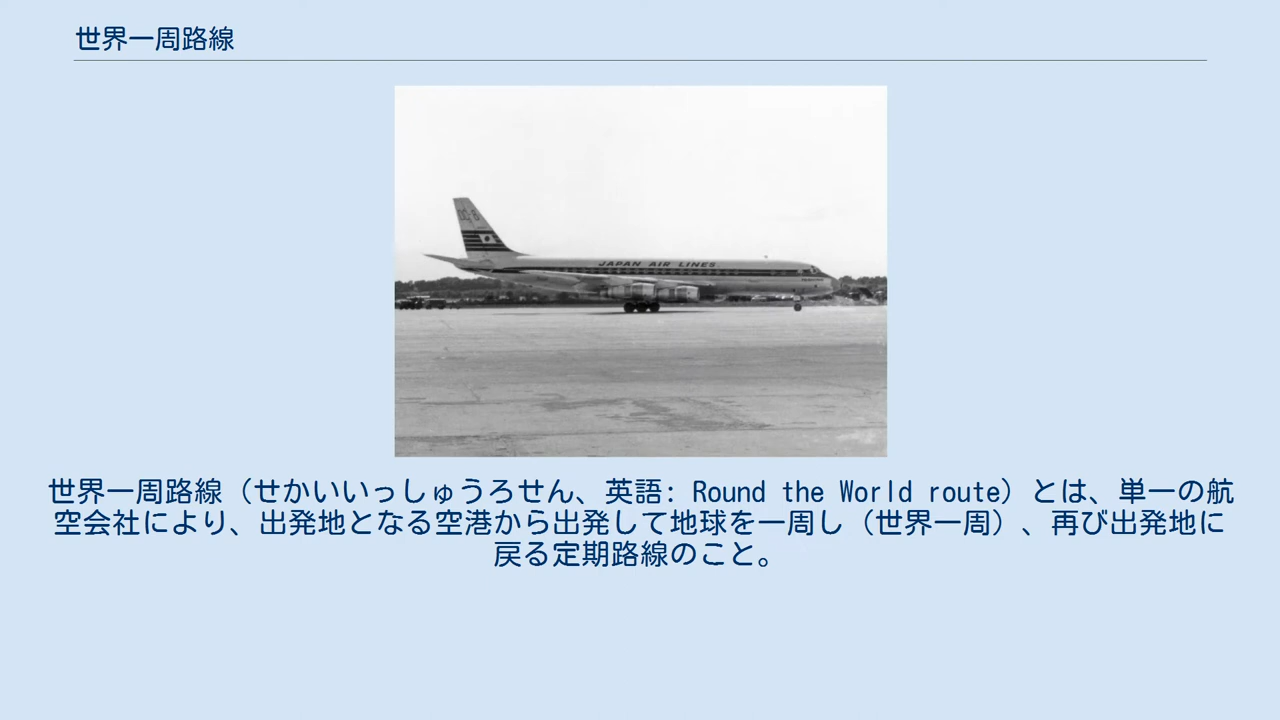 世界一周路線
JAPAN AIR LINES
世界一周路線（せかいいっしゅうろせん、英語: Round the World route）とは、単一の航
空会社により、出発地となる空港から出発して地球を一周し（世界一周）、再び出発地に
戻る定期路線のこと。